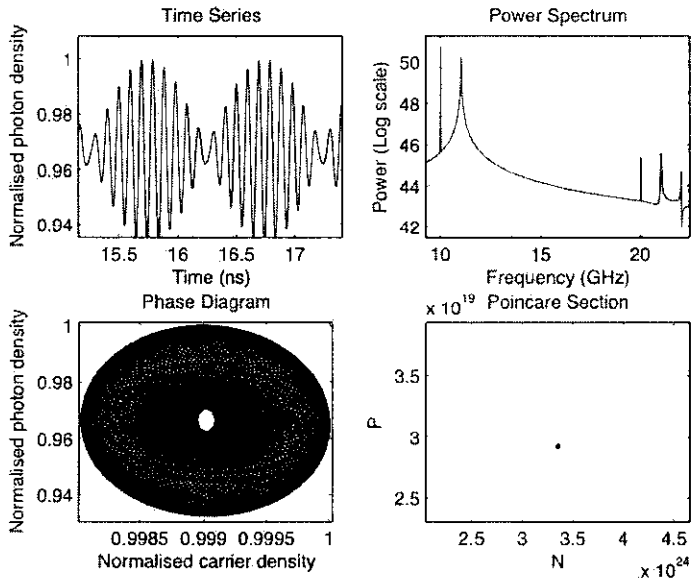 Time Series
Normalised photon density
1
0.98
0.96
0.94
15.5
16
16.5
17
Time (ns)
Power Spectrum
Power (Log scale)
50
48
46
44
42
10
15
20
Frequency (GHz)
Phase Diagram
Normalised photon density
1
0.98
0.96
0.94
0.9985
0.999
0.9995
1
Normalised carrier density
x 10^19
Poincare Section
P
3.5
3
2.5
2.5
3
3.5
4
4.5
N
x 10^24